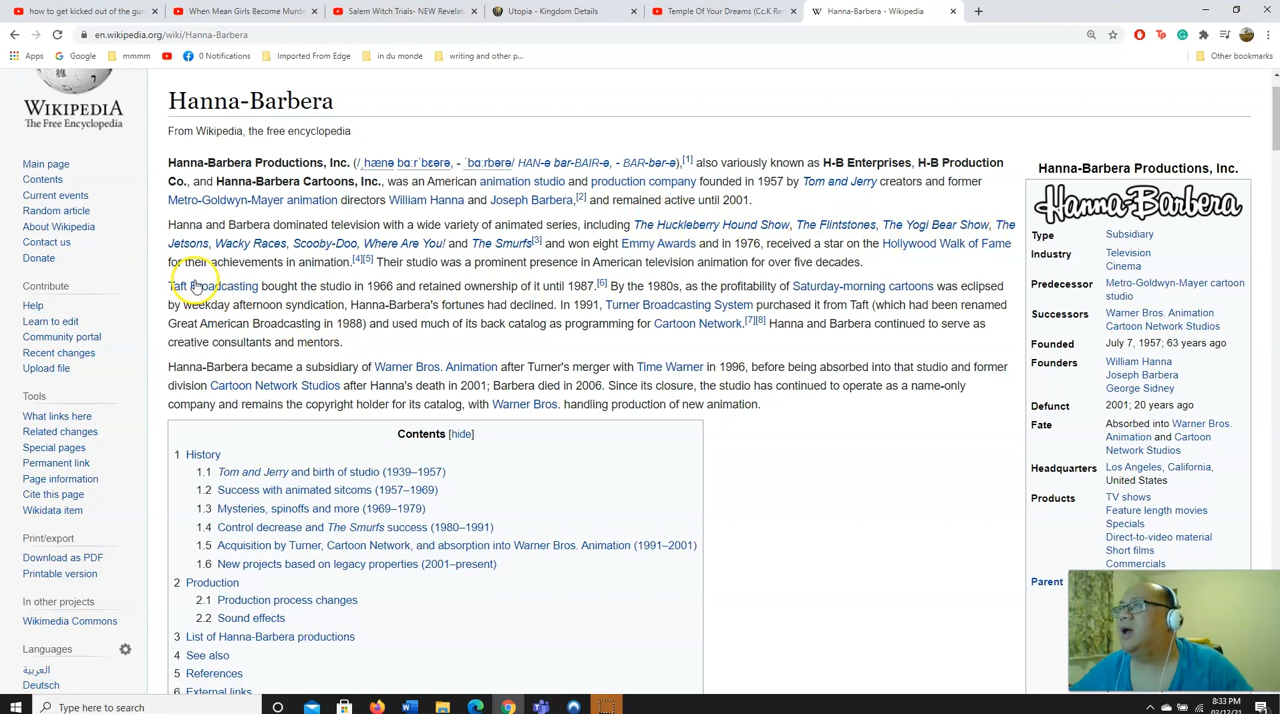 how to get kicked out of the gur
When Mean Girls Become Murder
Salem Witch Trials- NEW Revelat
Utopia - Kingdom Details
Temple Of Your Dreams (Cc.K Re
Hanna-Barbera - Wikipedia
en.wikipedia.org/wiki/Hanna-Barbera
Apps Google mmmm 0 Notifications Imported From Edge in du monde writing and other p... Other bookmarks
WIKIPEDIA
The Free Encyclopedia
Main page
Contents
Current events
Random article
About Wikipedia
Contact us
Donate
Contribute
Help
Learn to edit
Community portal
Recent changes
Upload file
Tools
What links here
Related changes
Special pages
Permanent link
Page information
Cite this page
Wikidata item
Print/export
Download as PDF
Printable version
In other projects
Wikimedia Commons
Languages
العربية
Deutsch
Hanna-Barbera
From Wikipedia, the free encyclopedia
Hanna-Barbera Productions, Inc. (/ˌhænə bɑːrˈbɛərə, - ˈbɑːrbərə/ HAN-ə bar-BAIR-ə, - BAR-bər-ə),[1] also variously known as H-B Enterprises, H-B Production
Co., and Hanna-Barbera Cartoons, Inc., was an American animation studio and production company founded in 1957 by Tom and Jerry creators and former
Metro-Goldwyn-Mayer animation directors William Hanna and Joseph Barbera,[2] and remained active until 2001.
Hanna and Barbera dominated television with a wide variety of animated series, including The Huckleberry Hound Show, The Flintstones, The Yogi Bear Show, The
Jetsons, Wacky Races, Scooby-Doo, Where Are You! and The Smurfs[3] and won eight Emmy Awards and in 1976, received a star on the Hollywood Walk of Fame
for their achievements in animation.[4][5] Their studio was a prominent presence in American television animation for over five decades.
Taft Broadcasting bought the studio in 1966 and retained ownership of it until 1987.[6] By the 1980s, as the profitability of Saturday-morning cartoons was eclipsed
by weekday afternoon syndication, Hanna-Barbera's fortunes had declined. In 1991, Turner Broadcasting System purchased it from Taft (which had been renamed
Great American Broadcasting in 1988) and used much of its back catalog as programming for Cartoon Network.[7][8] Hanna and Barbera continued to serve as
creative consultants and mentors.
Hanna-Barbera became a subsidiary of Warner Bros. Animation after Turner's merger with Time Warner in 1996, before being absorbed into that studio and former
division Cartoon Network Studios after Hanna's death in 2001; Barbera died in 2006. Since its closure, the studio has continued to operate as a name-only
company and remains the copyright holder for its catalog, with Warner Bros. handling production of new animation.
Contents [hide]
1 History
1.1 Tom and Jerry and birth of studio (1939–1957)
1.2 Success with animated sitcoms (1957–1969)
1.3 Mysteries, spinoffs and more (1969–1979)
1.4 Control decrease and The Smurfs success (1980–1991)
1.5 Acquisition by Turner, Cartoon Network, and absorption into Warner Bros. Animation (1991–2001)
1.6 New projects based on legacy properties (2001–present)
2 Production
2.1 Production process changes
2.2 Sound effects
3 List of Hanna-Barbera productions
4 See also
5 References
6 External links
Hanna-Barbera Productions, Inc.
Hanna-Barbera
Type Subsidiary
Industry Television
Cinema
Predecessor Metro-Goldwyn-Mayer cartoon
studio
Successors Warner Bros. Animation
Cartoon Network Studios
Founded July 7, 1957; 63 years ago
Founders William Hanna
Joseph Barbera
George Sidney
Defunct 2001; 20 years ago
Fate Absorbed into Warner Bros.
Animation and Cartoon
Network Studios
Headquarters Los Angeles, California,
United States
Products TV shows
Feature length movies
Specials
Direct-to-video material
Short films
Commercials
Parent
Type here to search
8:33 PM
03/12/21